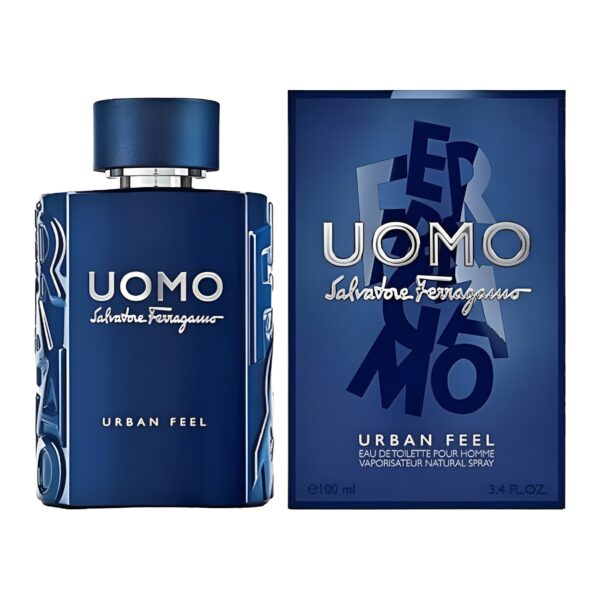 UOMO
Salvatore Ferragamo
URBAN FEEL
FERRAGAMO
UOMO
Salvatore Ferragamo
URBAN FEEL
EAU DE TOILETTE POUR HOMME
VAPORISATEUR NATURAL SPRAY
℮100 ml 3.4 FL.OZ.